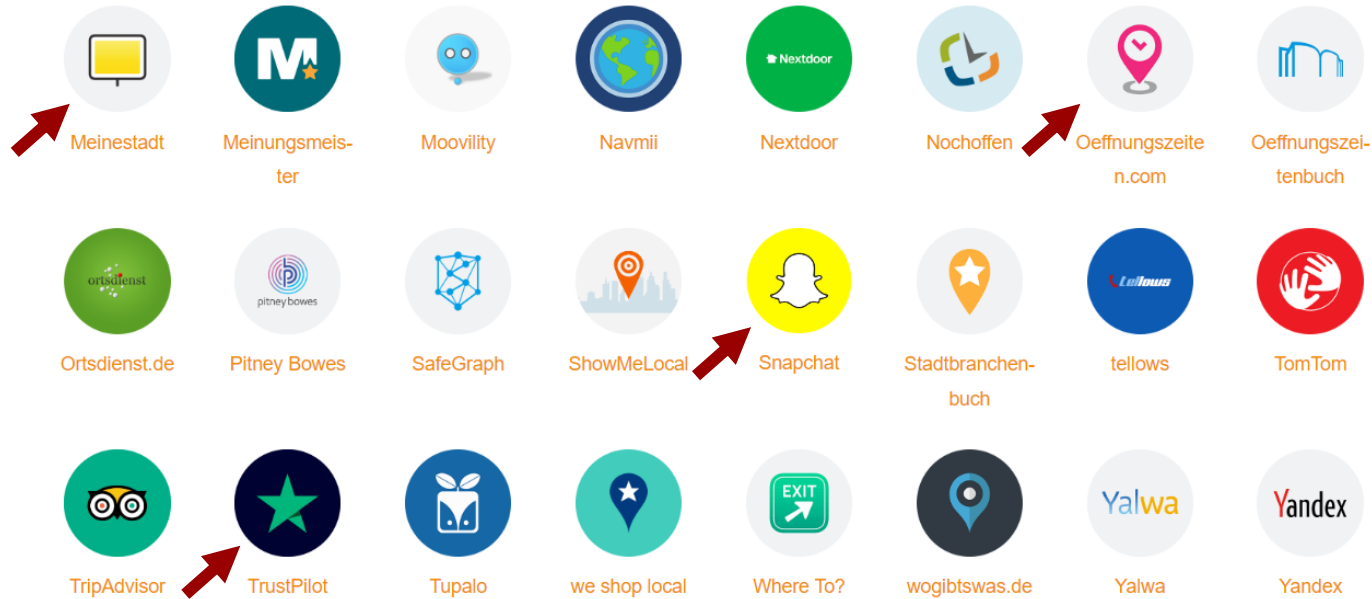 Nextdoor
Meinestadt
Meinungsmeis-
ter
Moovility
Navmii
Nextdoor
Nochoffen
Oeffnungszeite
n.com
Oeffnungszei-
tenbuch
ortsdienst
pitney bowes
tellows
Ortsdienst.de
Pitney Bowes
SafeGraph
ShowMeLocal
Snapchat
Stadtbranchen-
buch
tellows
TomTom
EXIT
Yalwa
Yandex
TripAdvisor
TrustPilot
Tupalo
we shop local
Where To?
wogibtswas.de
Yalwa
Yandex